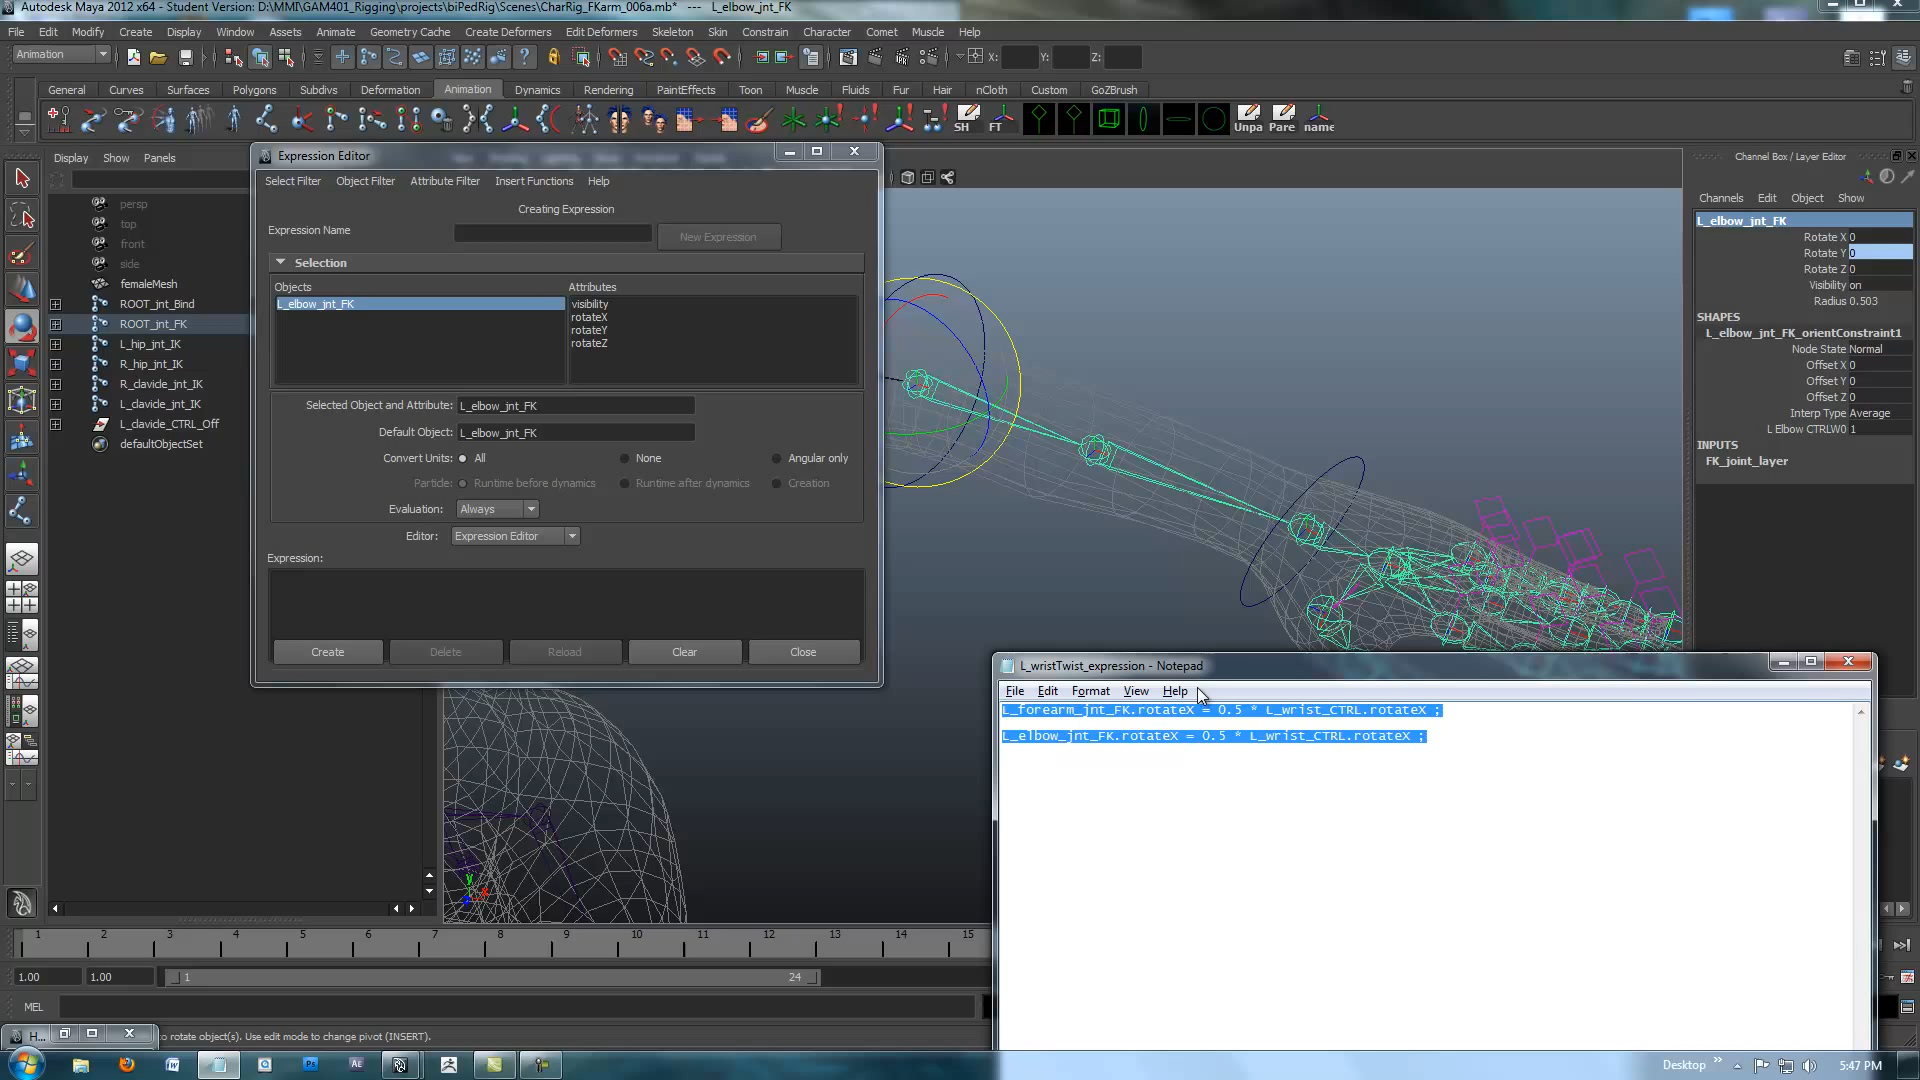 Autodesk Maya 2012 x64 - Student Version: D:\MMI\GAM401_Rigging\projects\biPedRig\Scenes\CharRig_FKarm_006a.mb*   ---   L_elbow_jnt_FK
File Edit Modify Create Display Window Assets Animate Geometry Cache Create Deformers Edit Deformers Skeleton Skin Constrain Character Comet Muscle Help
Animation X: Y: Z:
General Curves Surfaces Polygons Subdivs Deformation Animation Dynamics Rendering PaintEffects Toon Muscle Fluids Fur Hair nCloth Custom GoZBrush
SH FT Unpa Pare name
Display Show Panels
persp
top
front
side
femaleMesh
ROOT_jnt_Bind
ROOT_jnt_FK
L_hip_jnt_IK
R_hip_jnt_IK
R_clavicle_jnt_IK
L_clavicle_jnt_IK
L_clavicle_CTRL_Off
defaultObjectSet
Expression Editor
Select Filter Object Filter Attribute Filter Insert Functions Help
Creating Expression
Expression Name New Expression
Selection
Objects Attributes
L_elbow_jnt_FK visibility
rotateX
rotateY
rotateZ
Selected Object and Attribute: L_elbow_jnt_FK
Default Object: L_elbow_jnt_FK
Convert Units: All None Angular only
Particle: Runtime before dynamics Runtime after dynamics Creation
Evaluation: Always
Editor: Expression Editor
Expression:
Create Delete Reload Clear Close
Channel Box / Layer Editor
Channels Edit Object Show
L_elbow_jnt_FK
Rotate X 0
Rotate Y 0
Rotate Z 0
Visibility on
Radius 0.503
SHAPES
L_elbow_jnt_FK_orientConstraint1
Node State Normal
Offset X 0
Offset Y 0
Offset Z 0
Interp Type Average
L Elbow CTRLW0 1
INPUTS
FK_joint_layer
L_wristTwist_expression - Notepad
File Edit Format View Help
L_forearm_jnt_FK.rotateX = 0.5 * L_wrist_CTRL.rotateX ;
L_elbow_jnt_FK.rotateX = 0.5 * L_wrist_CTRL.rotateX ;
y x
1 2 3 4 5 6 7 8 9 10 11 12 13 14 15
1.00 1.00 1 24
MEL
H... to rotate object(s). Use edit mode to change pivot (INSERT).
Ps Ae Desktop 5:47 PM